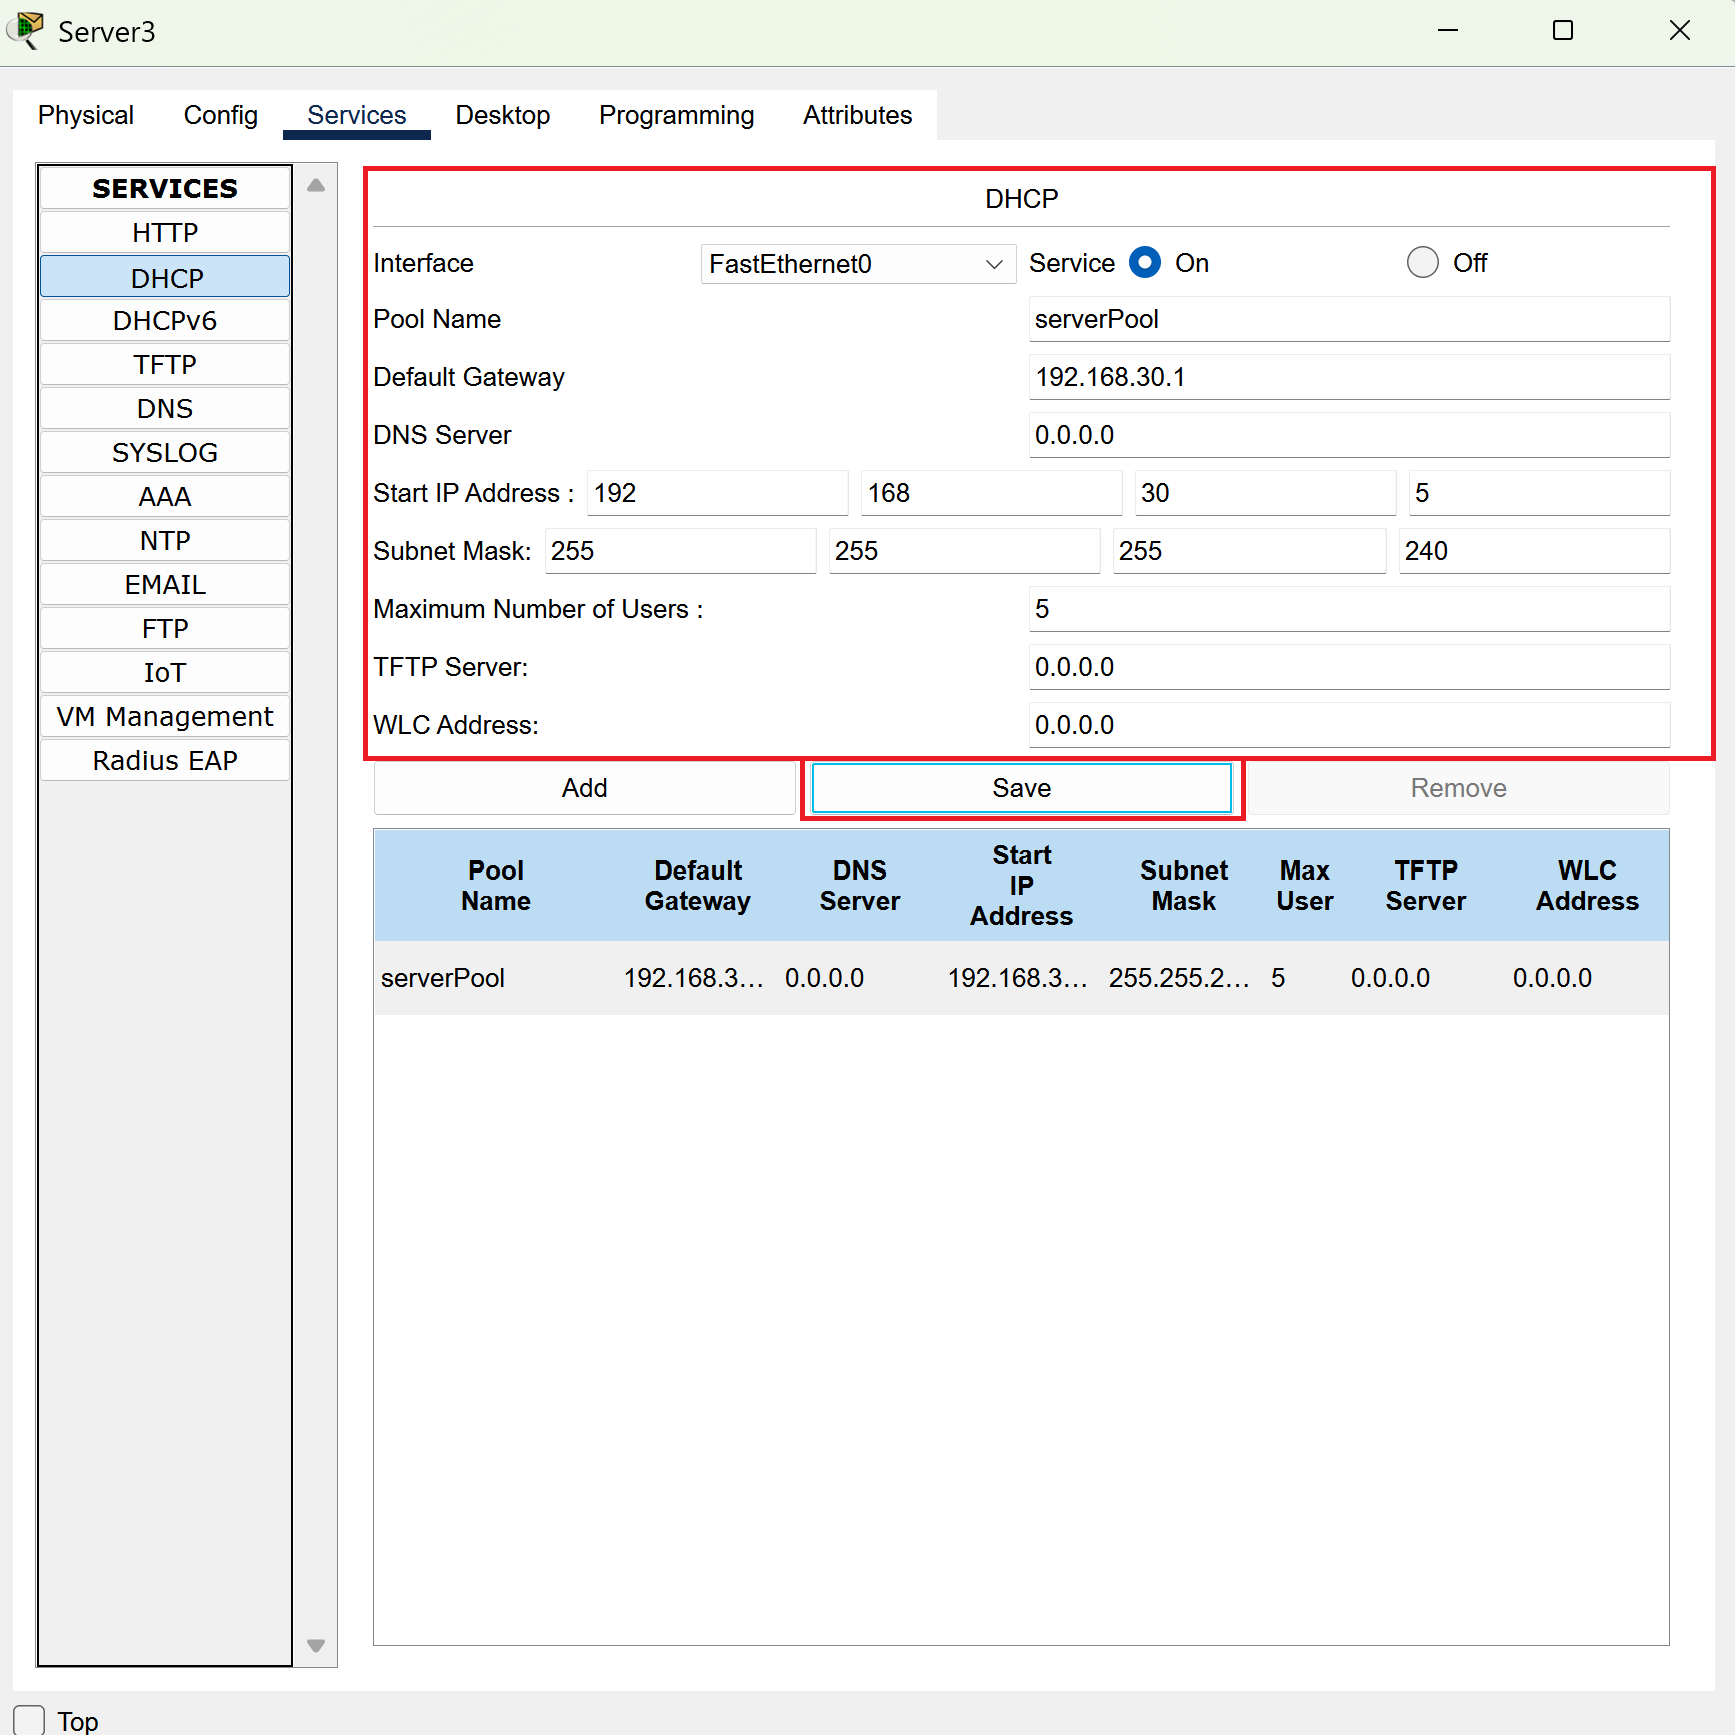 Server3
Physical Config Services Desktop Programming Attributes
SERVICES
HTTP
DHCP
DHCPv6
TFTP
DNS
SYSLOG
AAA
NTP
EMAIL
FTP
IoT
VM Management
Radius EAP
DHCP
Interface FastEthernet0 Service On Off
Pool Name serverPool
Default Gateway 192.168.30.1
DNS Server 0.0.0.0
Start IP Address : 192 168 30 5
Subnet Mask: 255 255 255 240
Maximum Number of Users : 5
TFTP Server: 0.0.0.0
WLC Address: 0.0.0.0
Add Save Remove
Pool Name Default Gateway DNS Server Start IP Address Subnet Mask Max User TFTP Server WLC Address
serverPool 192.168.3... 0.0.0.0 192.168.3... 255.255.2... 5 0.0.0.0 0.0.0.0
Top